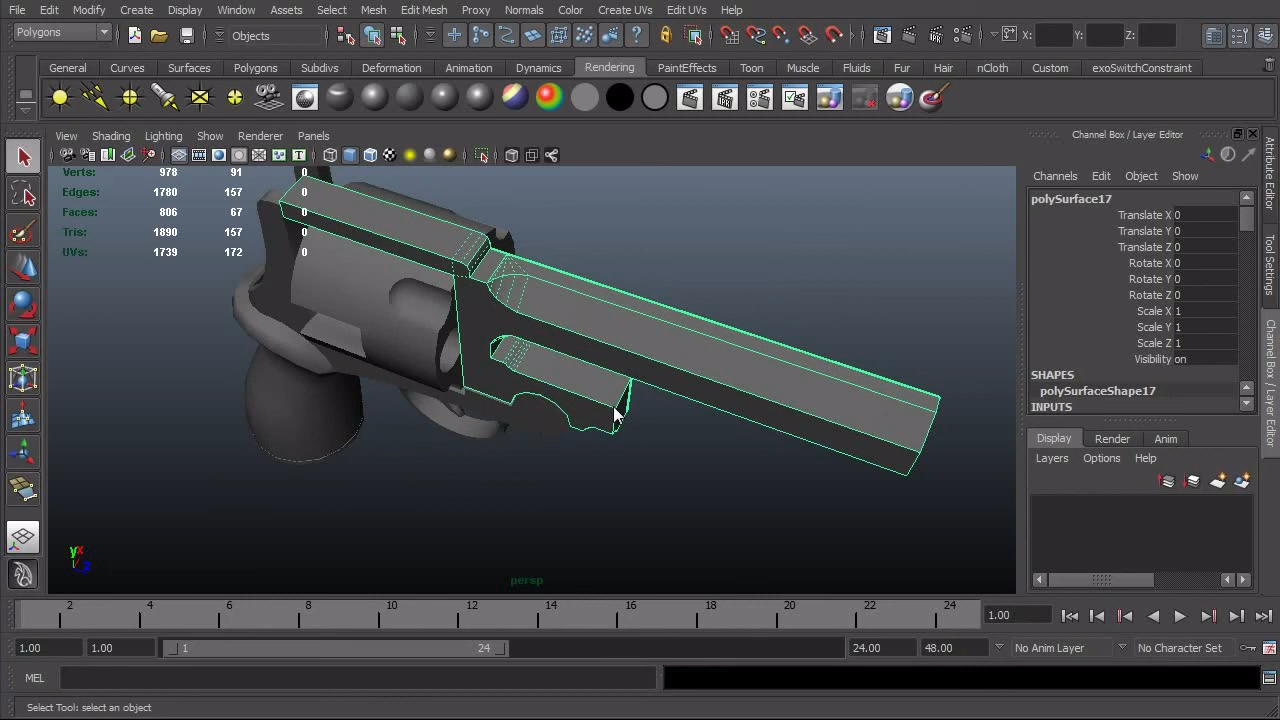 File Edit Modify Create Display Window Assets Select Mesh Edit Mesh Proxy Normals Color Create UVs Edit UVs Help
Polygons Objects X: Y: Z:
General Curves Surfaces Polygons Subdivs Deformation Animation Dynamics Rendering PaintEffects Toon Muscle Fluids Fur Hair nCloth Custom exoSwitchConstraint
View Shading Lighting Show Renderer Panels
Channel Box / Layer Editor
Verts: 978 91 0
Edges: 1780 157 0
Faces: 806 67 0
Tris: 1890 157 0
UVs: 1739 172 0
Channels Edit Object Show
polySurface17
Translate X 0
Translate Y 0
Translate Z 0
Rotate X 0
Rotate Y 0
Rotate Z 0
Scale X 1
Scale Y 1
Scale Z 1
Visibility on
SHAPES
polySurfaceShape17
INPUTS
Display Render Anim
Layers Options Help
Attribute Editor
Tool Settings
Channel Box / Layer Editor
persp
2 4 6 8 10 12 14 16 18 20 22 24 1.00
1.00 1.00 1 24 24.00 48.00 No Anim Layer No Character Set
MEL
Select Tool: select an object